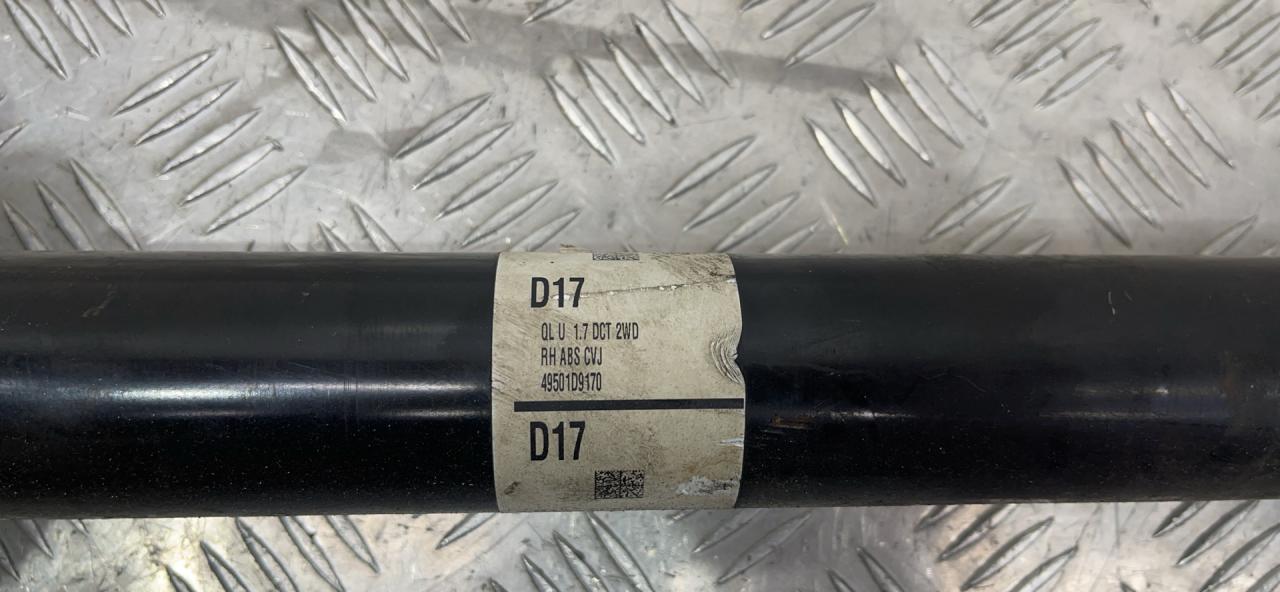 D17
QL U 1.7 DCT 2WD
RH ABS CVJ
49501D9170
D17